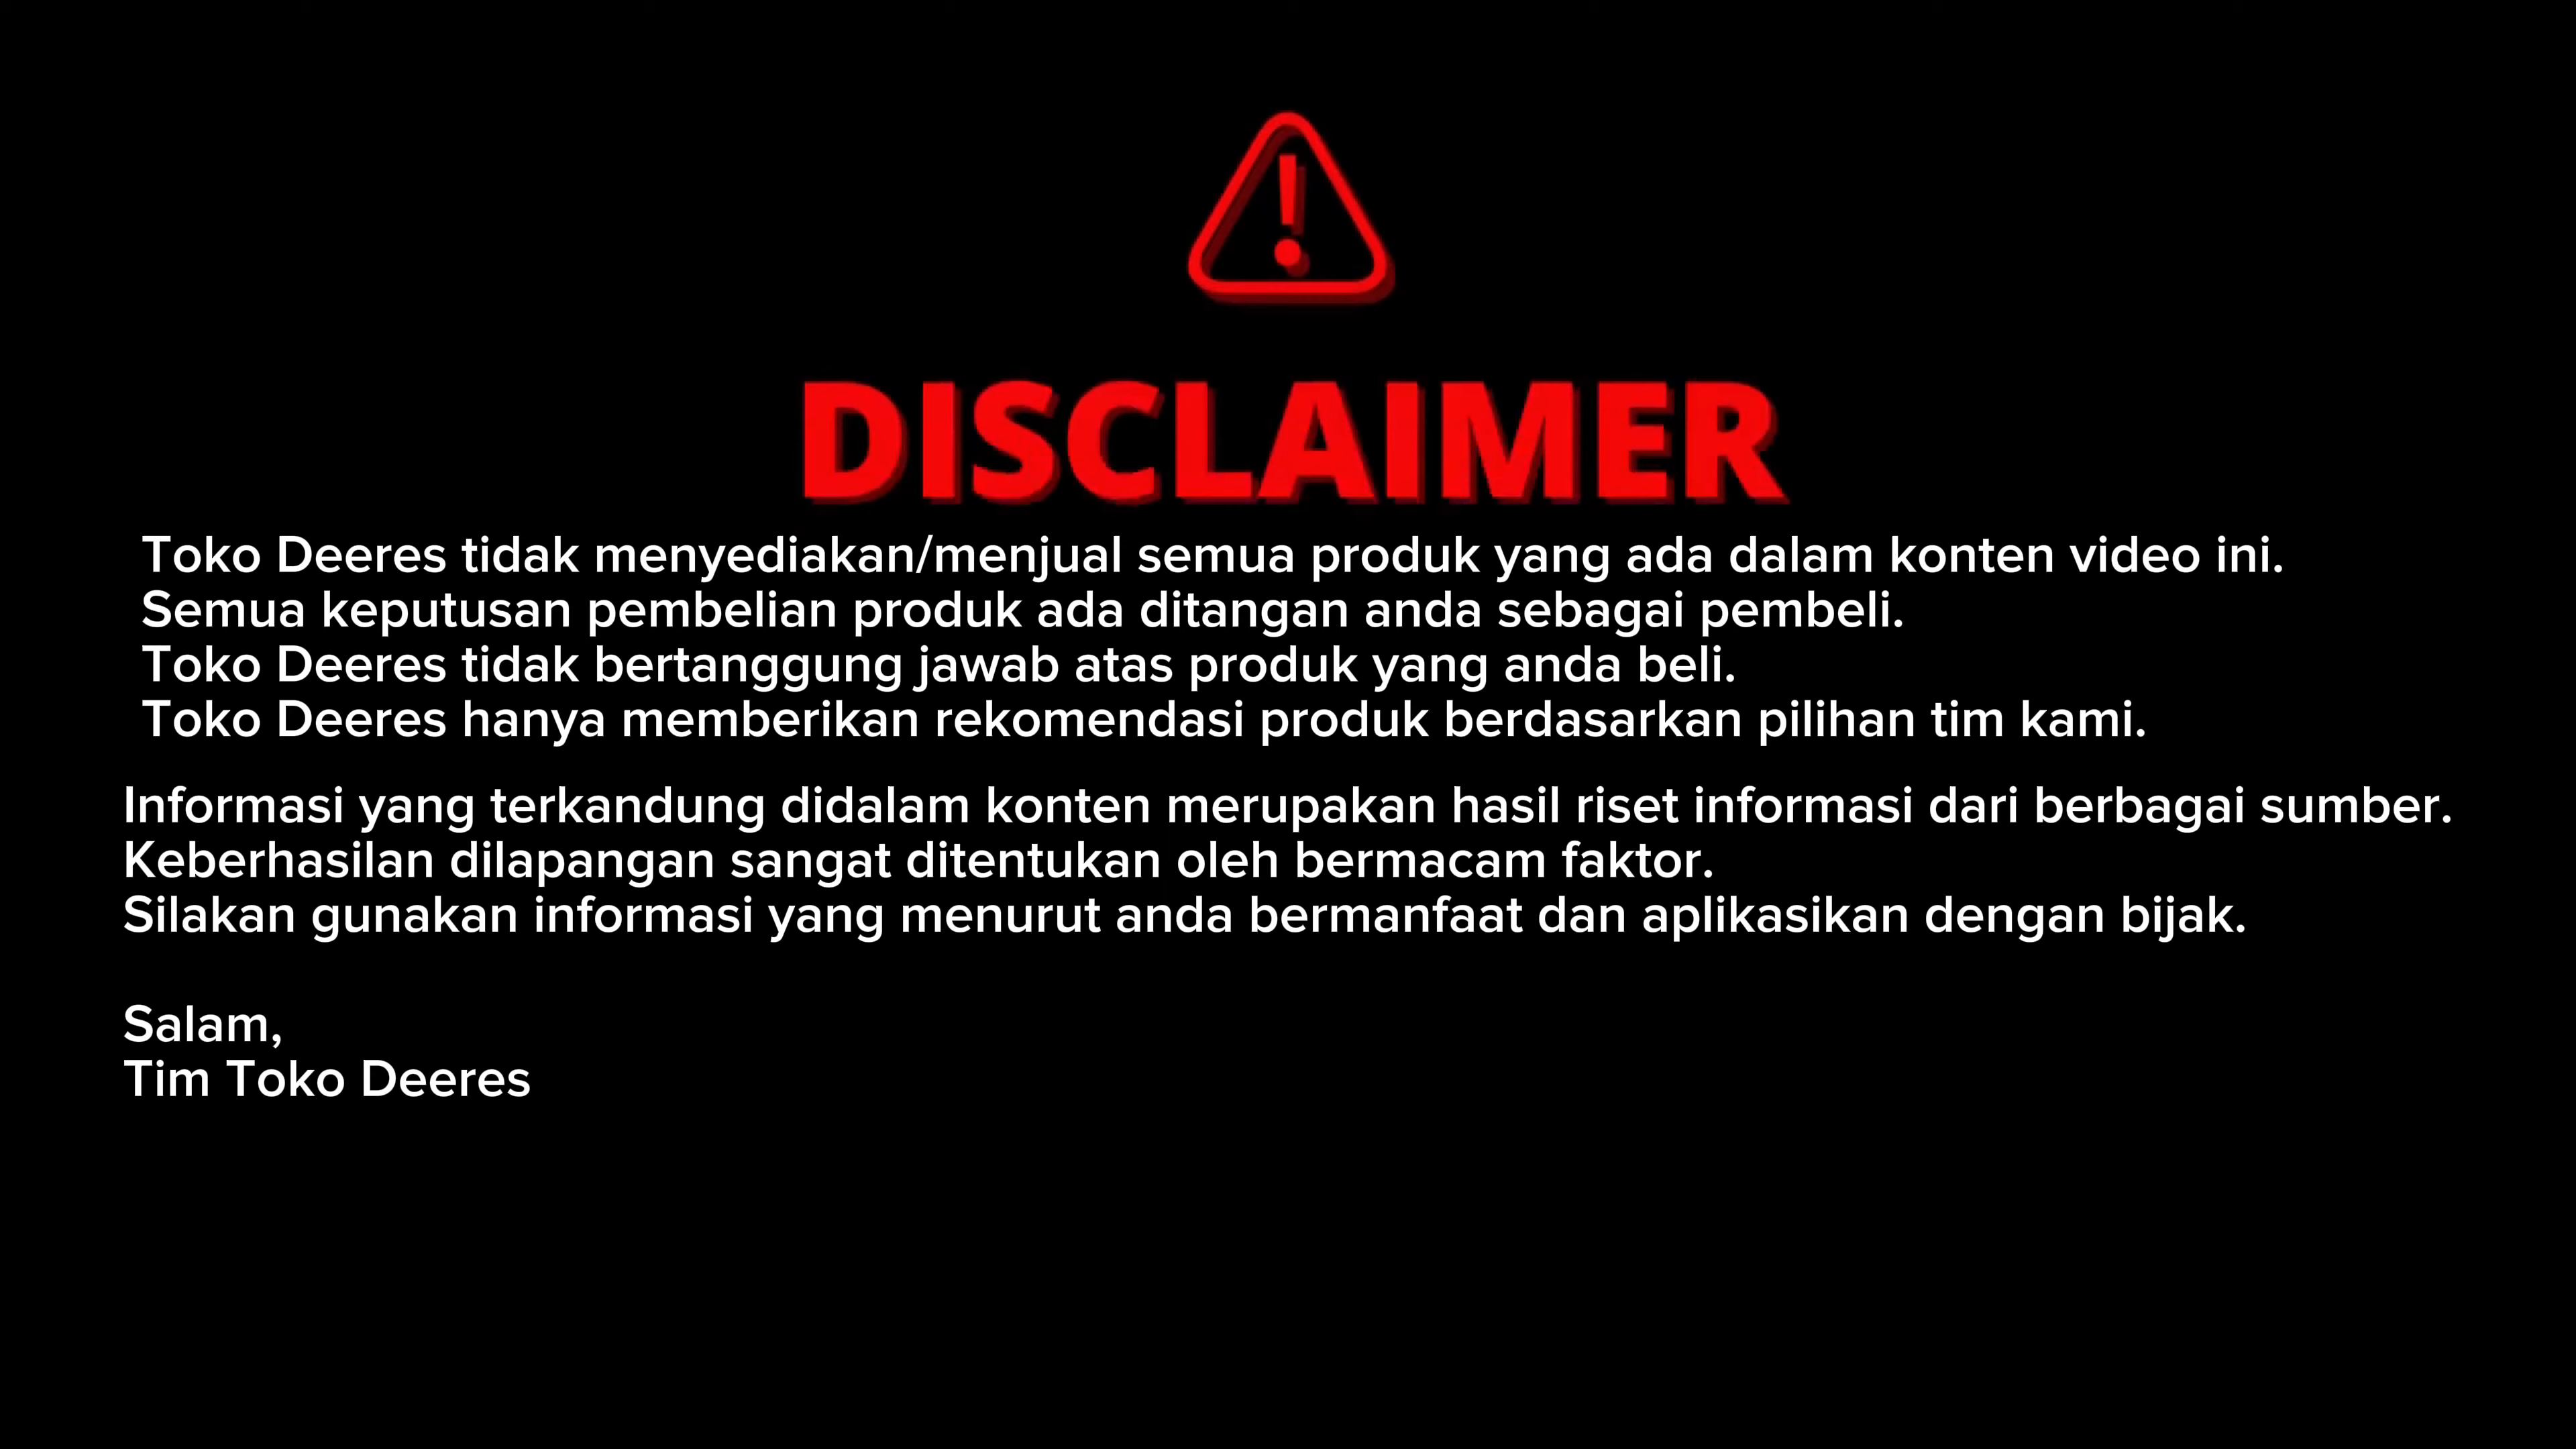 DISCLAIMER
Toko Deeres tidak menyediakan/menjual semua produk yang ada dalam konten video ini.
Semua keputusan pembelian produk ada ditangan anda sebagai pembeli.
Toko Deeres tidak bertanggung jawab atas produk yang anda beli.
Toko Deeres hanya memberikan rekomendasi produk berdasarkan pilihan tim kami.
Informasi yang terkandung didalam konten merupakan hasil riset informasi dari berbagai sumber.
Keberhasilan dilapangan sangat ditentukan oleh bermacam faktor.
Silakan gunakan informasi yang menurut anda bermanfaat dan aplikasikan dengan bijak.
Salam,
Tim Toko Deeres